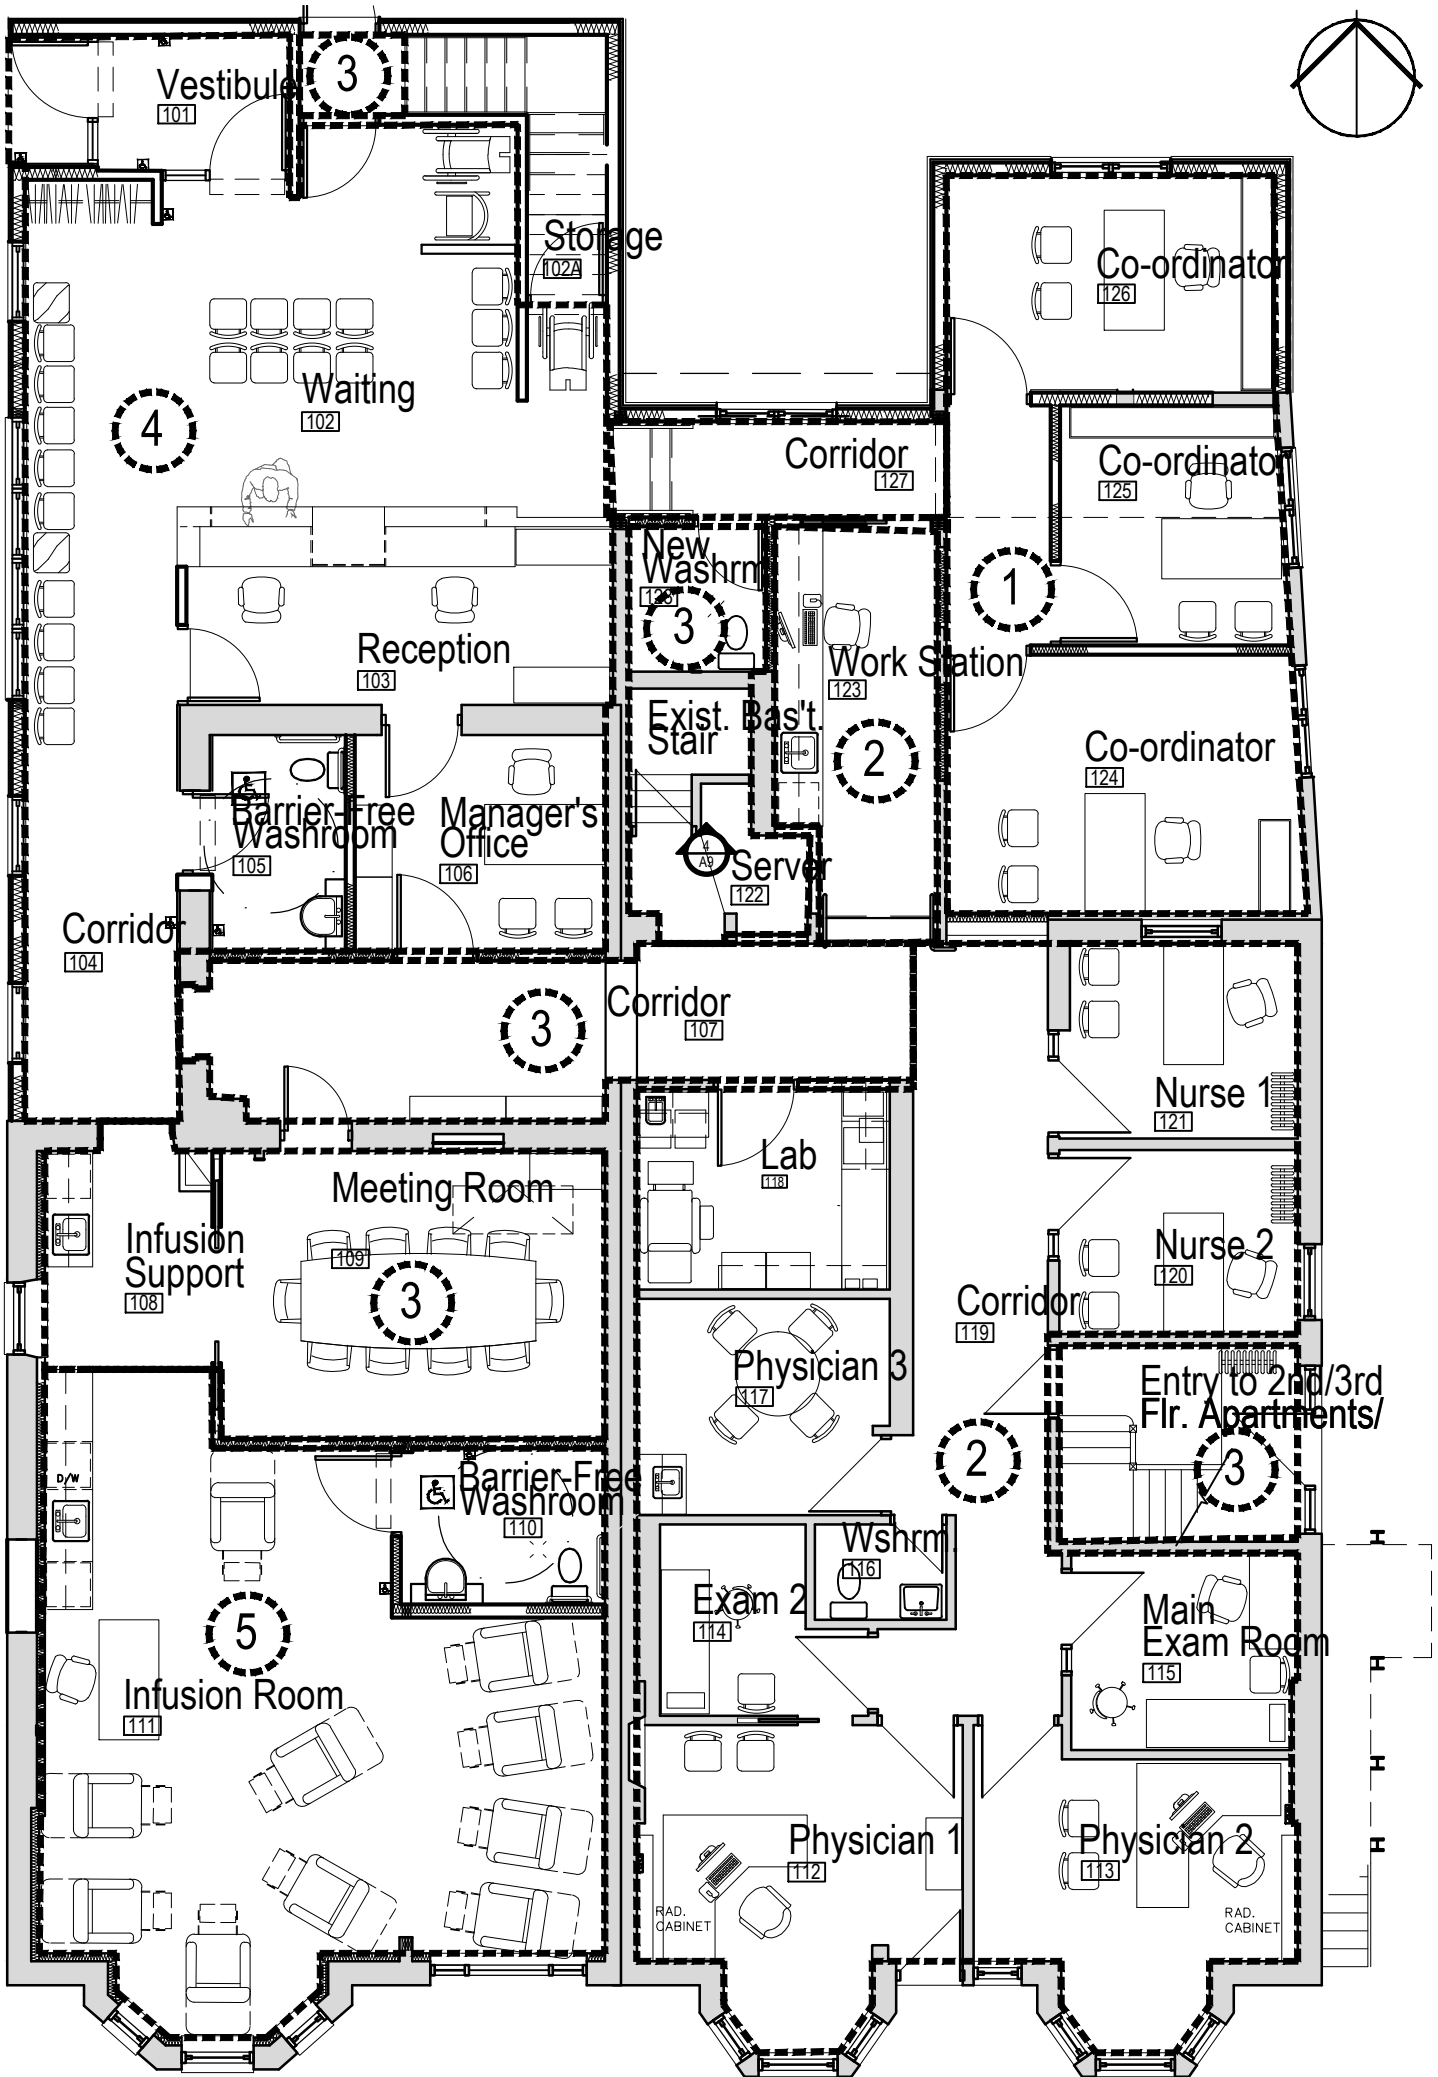 Vestibule
101
3
Storage
102A
Co-ordinator
126
Waiting
102
4
Corridor
127
Co-ordinato
125
New
Washrm
128
3
1
Reception
103
Work Station
123
Exist. Bas't.
Stair
2
Co-ordinator
124
Barrier-Free
Washroom
105
Manager's
Office
106
4
A9
Server
122
Corridor
104
3
Corridor
107
Nurse 1
121
Lab
118
Meeting Room
109
3
Infusion
Support
108
Nurse 2
120
Corridor
119
Physician 3
117
Entry to 2nd/3rd
Flr. Apartments/
3
2
D/W
Barrier-Free
Washroom
110
Wshrm.
116
Exam 2
114
Main
Exam Room
115
5
Infusion Room
111
Physician 1
112
Physician 2
113
RAD.
CABINET
RAD.
CABINET